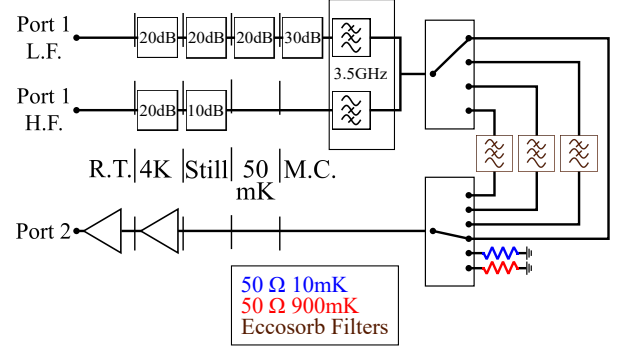 Port 1
L.F.
20dB 20dB 20dB 30dB
3.5GHz
Port 1
H.F.
20dB 10dB
R.T. 4K Still 50 mK M.C.
Port 2
50 Ω 10mK
50 Ω 900mK
Eccosorb Filters